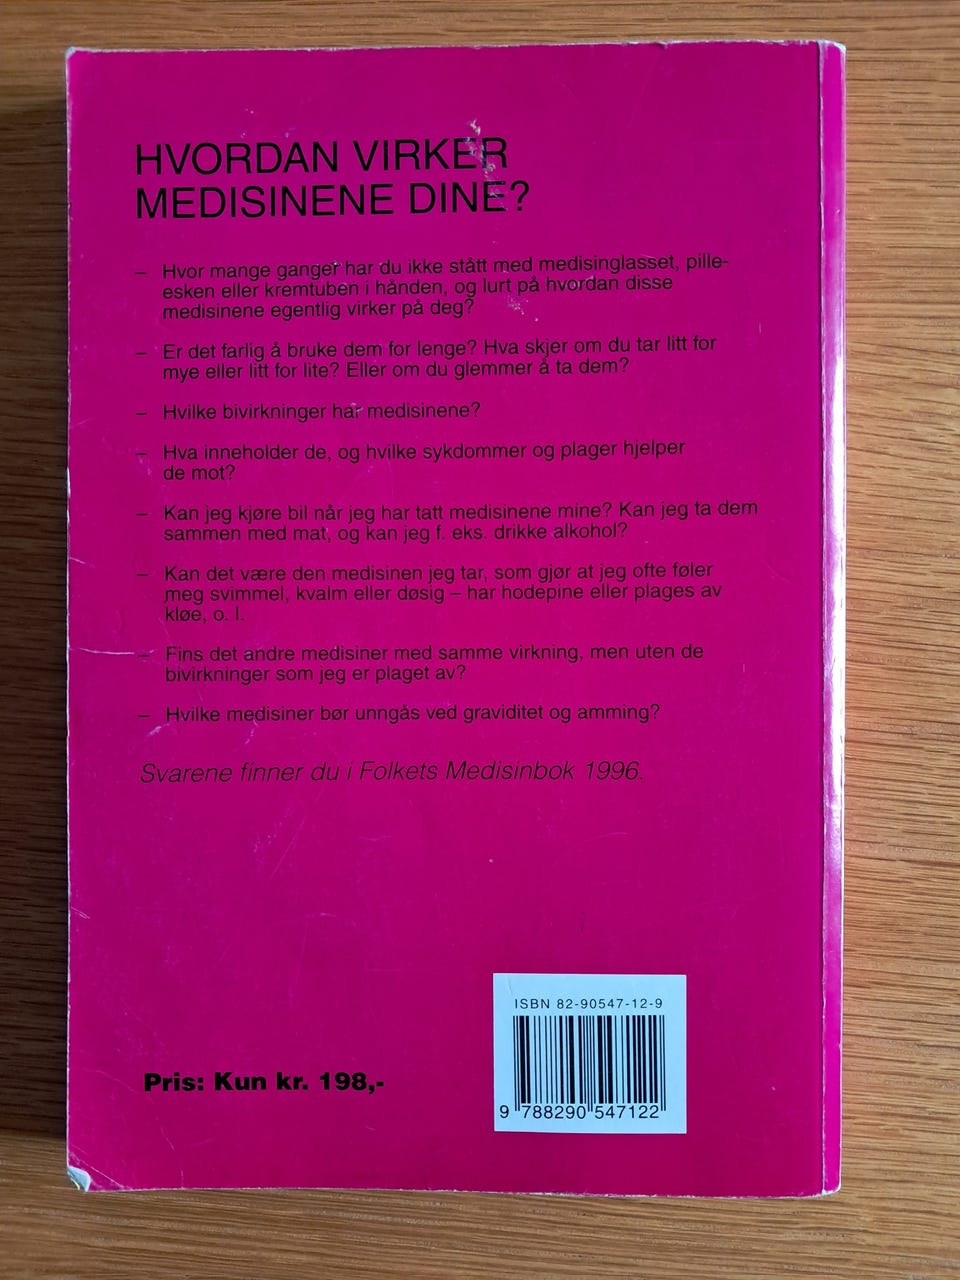 HVORDAN VIRKER
MEDISINENE DINE?
– Hvor mange ganger har du ikke stått med medisinglasset, pille-
esken eller kremtuben i hånden, og lurt på hvordan disse
medisinene egentlig virker på deg?
– Er det farlig å bruke dem for lenge? Hva skjer om du tar litt for
mye eller litt for lite? Eller om du glemmer å ta dem?
– Hvilke bivirkninger har medisinene?
– Hva inneholder de, og hvilke sykdommer og plager hjelper
de mot?
– Kan jeg kjøre bil når jeg har tatt medisinene mine? Kan jeg ta dem
sammen med mat, og kan jeg f. eks. drikke alkohol?
– Kan det være den medisinen jeg tar, som gjør at jeg ofte føler
meg svimmel, kvalm eller døsig – har hodepine eller plages av
kløe, o. l.
– Fins det andre medisiner med samme virkning, men uten de
bivirkninger som jeg er plaget av?
– Hvilke medisiner bør unngås ved graviditet og amming?
Svarene finner du i Folkets Medisinbok 1996.
ISBN 82-90547-12-9
9 788290 547122
Pris: Kun kr. 198,-